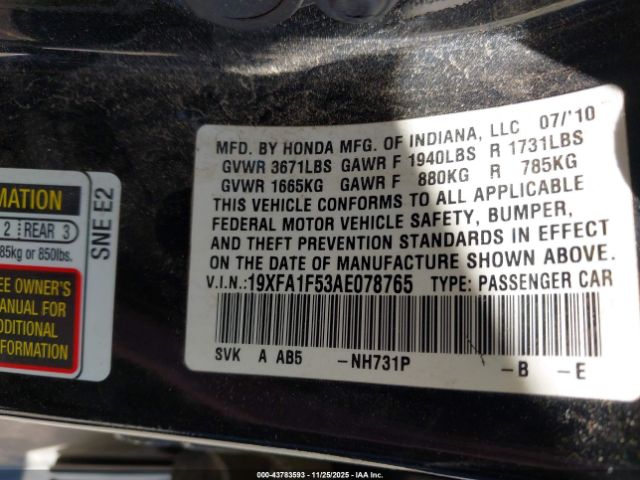 MFD. BY HONDA MFG. OF INDIANA, LLC 07/'10
GVWR 3671LBS GAWR F 1940LBS R 1731LBS
GVWR 1665KG GAWR F 880KG R 785KG
THIS VEHICLE CONFORMS TO ALL APPLICABLE
FEDERAL MOTOR VEHICLE SAFETY, BUMPER,
AND THEFT PREVENTION STANDARDS IN EFFECT
ON THE DATE OF MANUFACTURE SHOWN ABOVE.
V.I.N.:19XFA1F53AE078765 TYPE: PASSENGER CAR
SVK A AB5 -NH731P -B -E
RMATION
2 REAR 3
85kg or 850lbs.
SNE E2
EE OWNER'S
ANUAL FOR
DDITIONAL
FORMATION
000-43783593 - 11/25/2025 - IAA Inc.